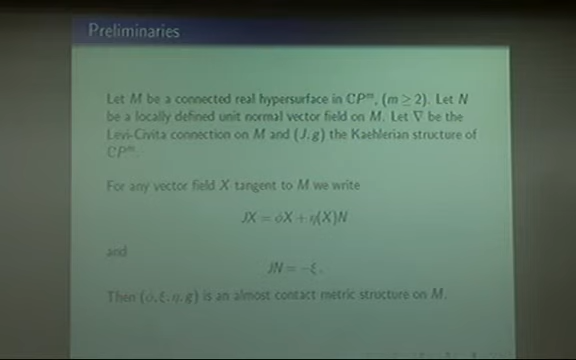 Preliminaries
Let M be a connected real hypersurface in ℂPᵐ, (m ≥ 2). Let N
be a locally defined unit normal vector field on M. Let ∇ be the
Levi-Civita connection on M and (J, g) the Kaehlerian structure of
ℂPᵐ.
For any vector field X tangent to M we write
JX = ϕX + η(X)N
and
JN = −ξ.
Then (ϕ, ξ, η, g) is an almost contact metric structure on M.